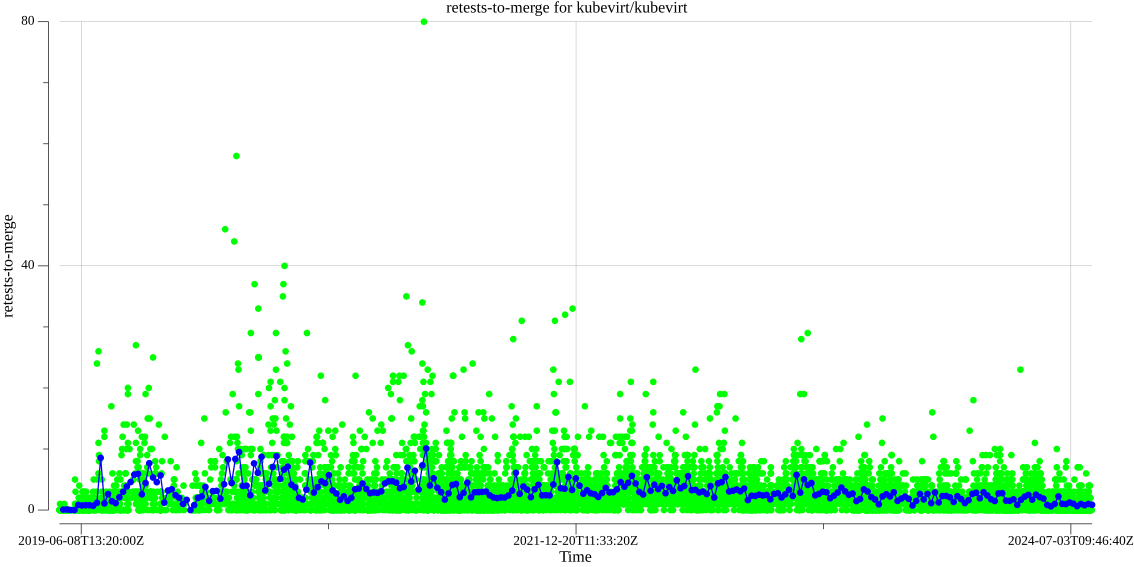 retests-to-merge for kubevirt/kubevirt
80
40
0
retests-to-merge
2019-06-08T13:20:00Z
2021-12-20T11:33:20Z
2024-07-03T09:46:40Z
Time